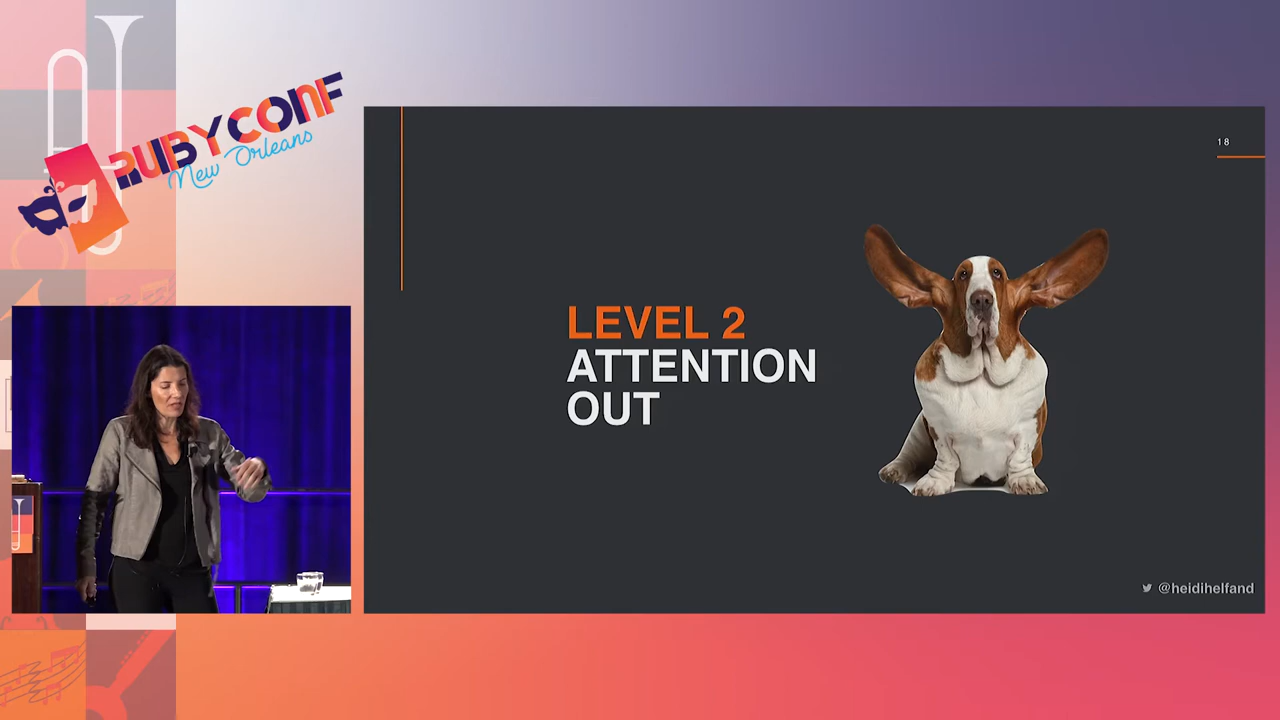 RUBYCONF
New Orleans
18
LEVEL 2
ATTENTION
OUT
@heidihelfand